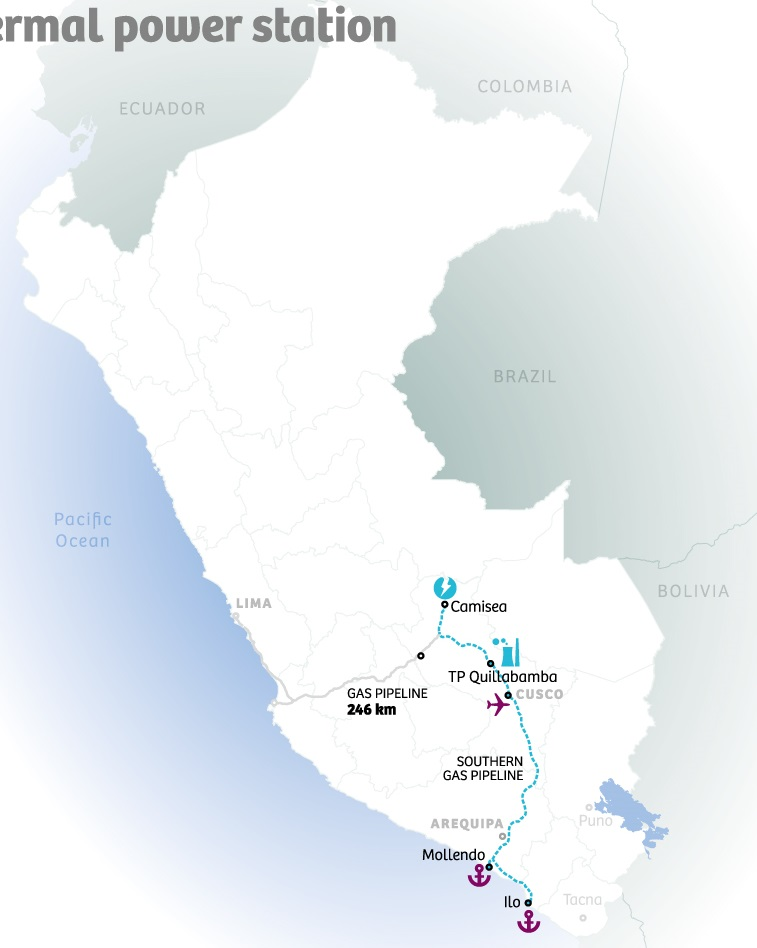 ermal power station
COLOMBIA
ECUADOR
BRAZIL
Pacific
Ocean
BOLIVIA
LIMA
Camisea
TP Quillabamba
GAS PIPELINE
246 km
CUSCO
SOUTHERN
GAS PIPELINE
Puno
AREQUIPA
Mollendo
Ilo
Tacna